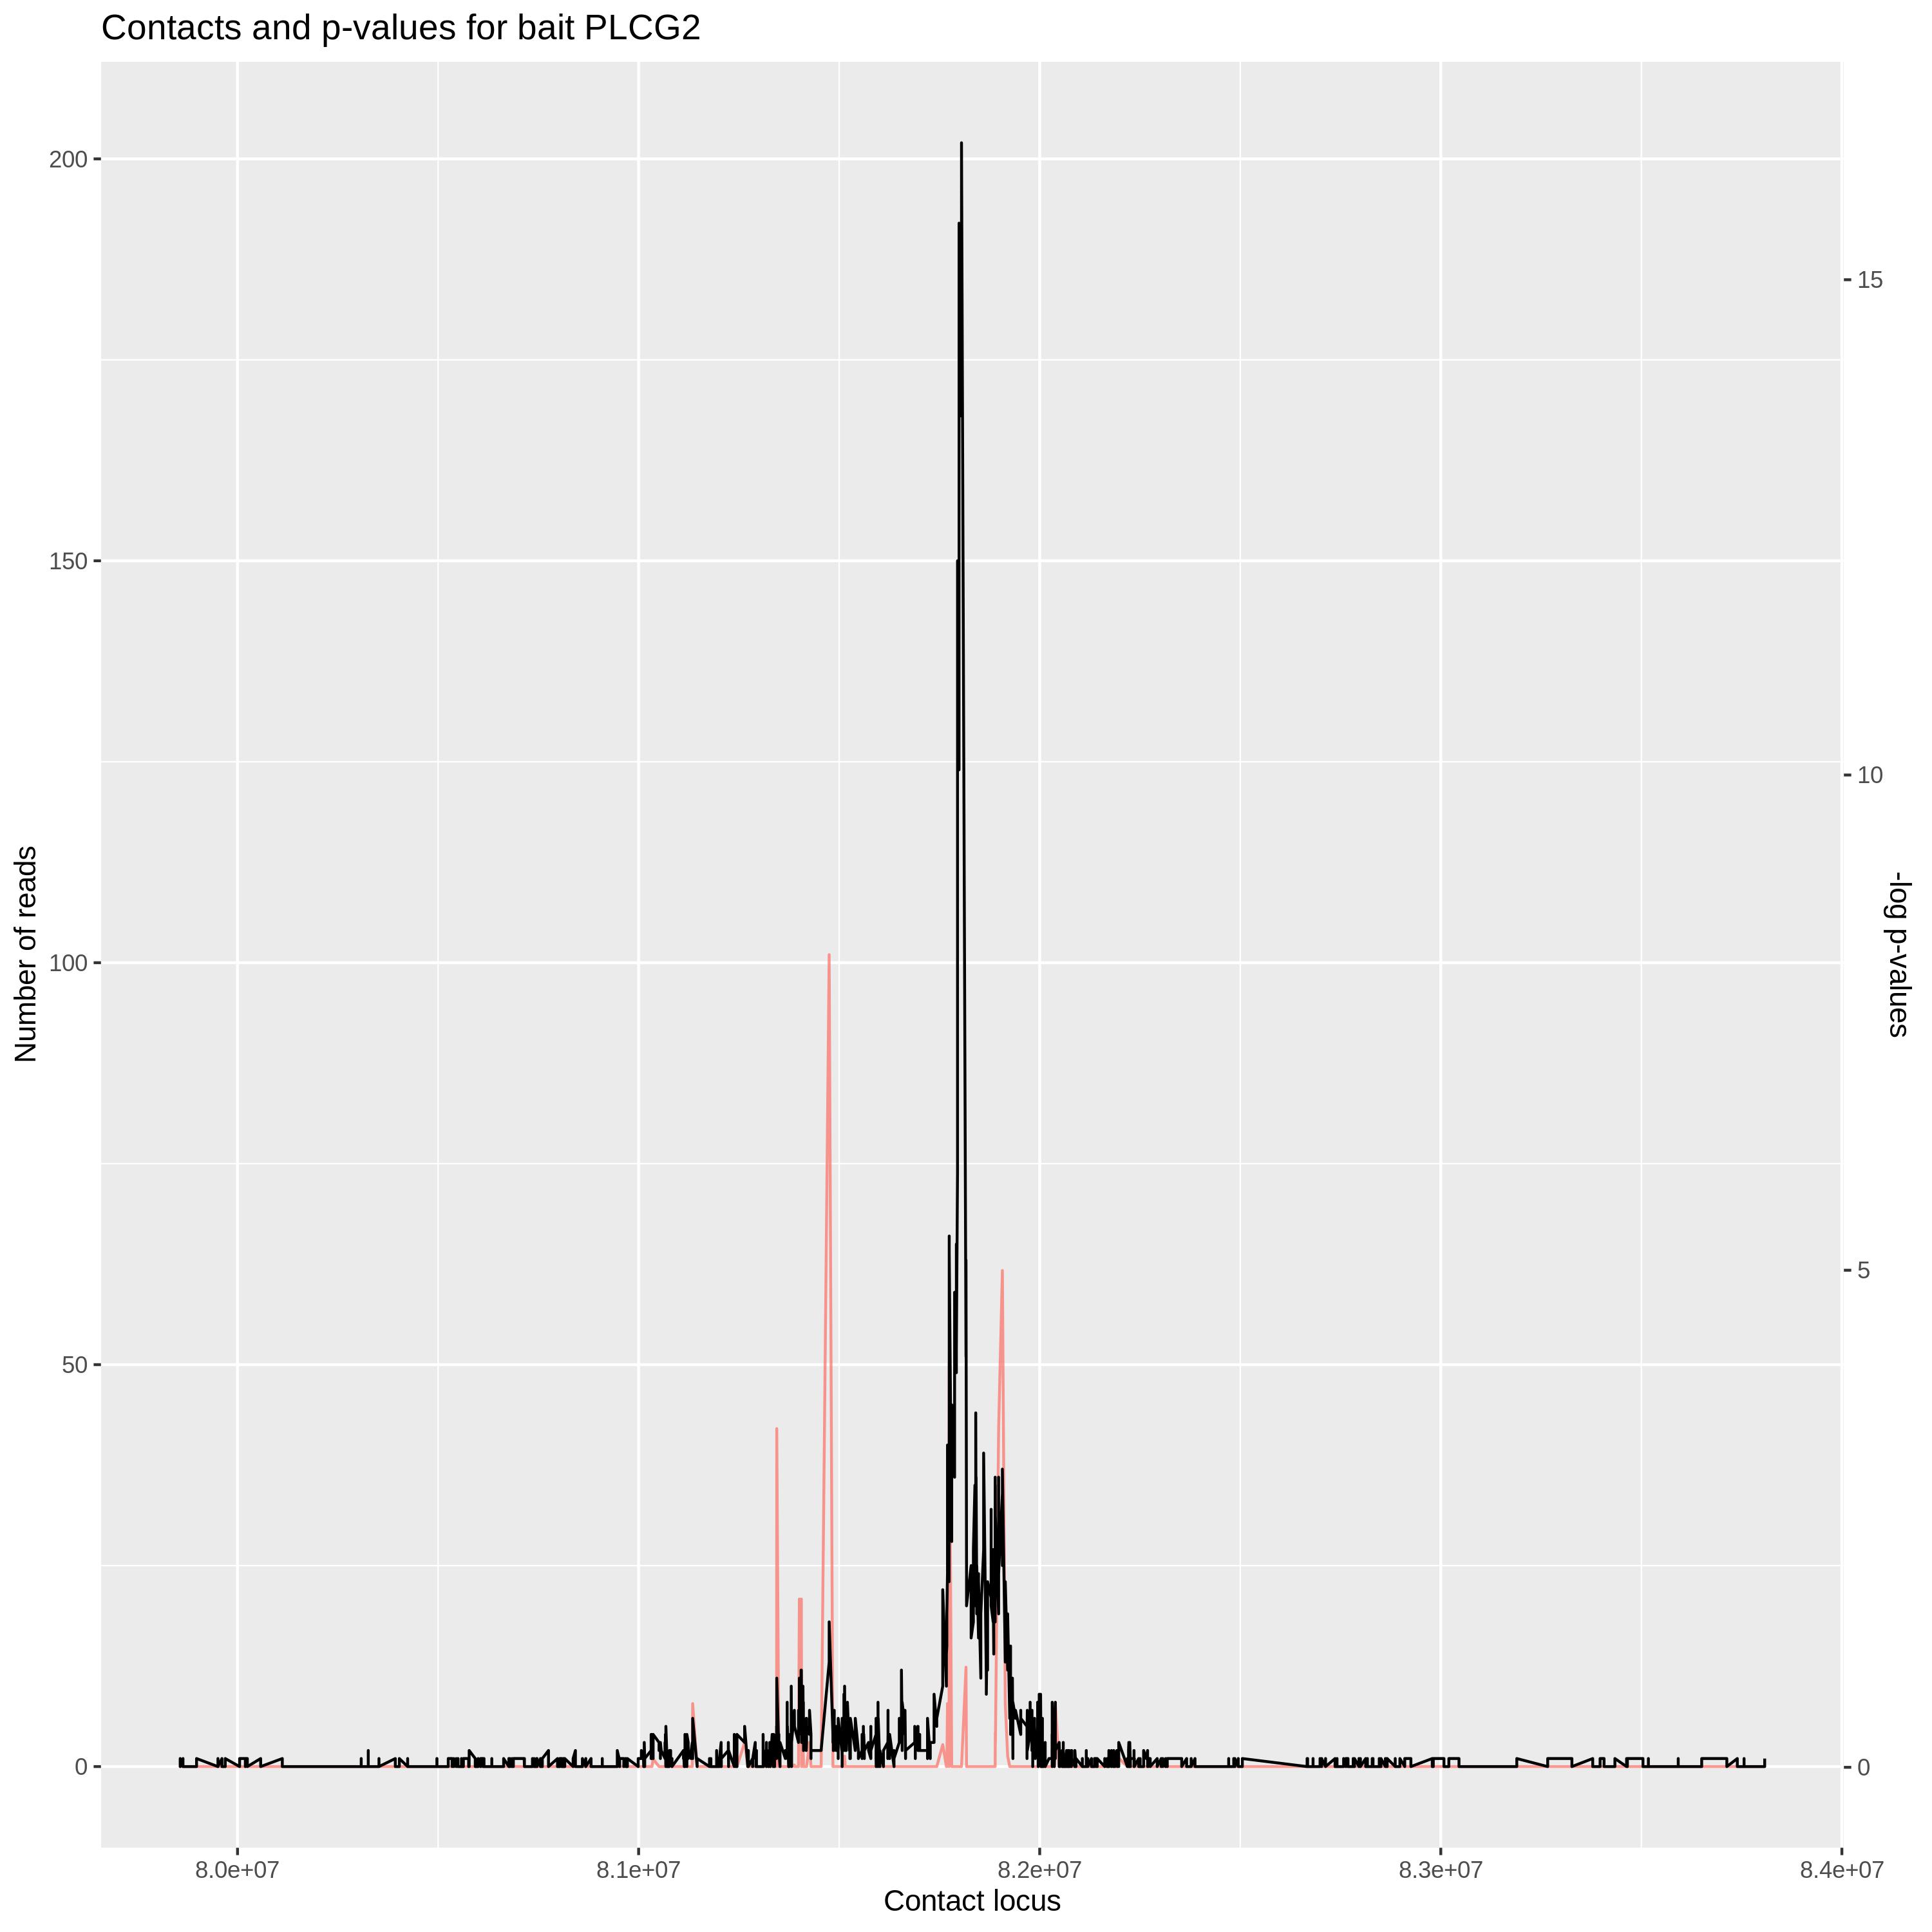 Contacts and p-values for bait PLCG2
200
150
100
50
0
Number of reads
15
10
5
0
-log p-values
8.0e+07
8.1e+07
8.2e+07
8.3e+07
8.4e+07
Contact locus